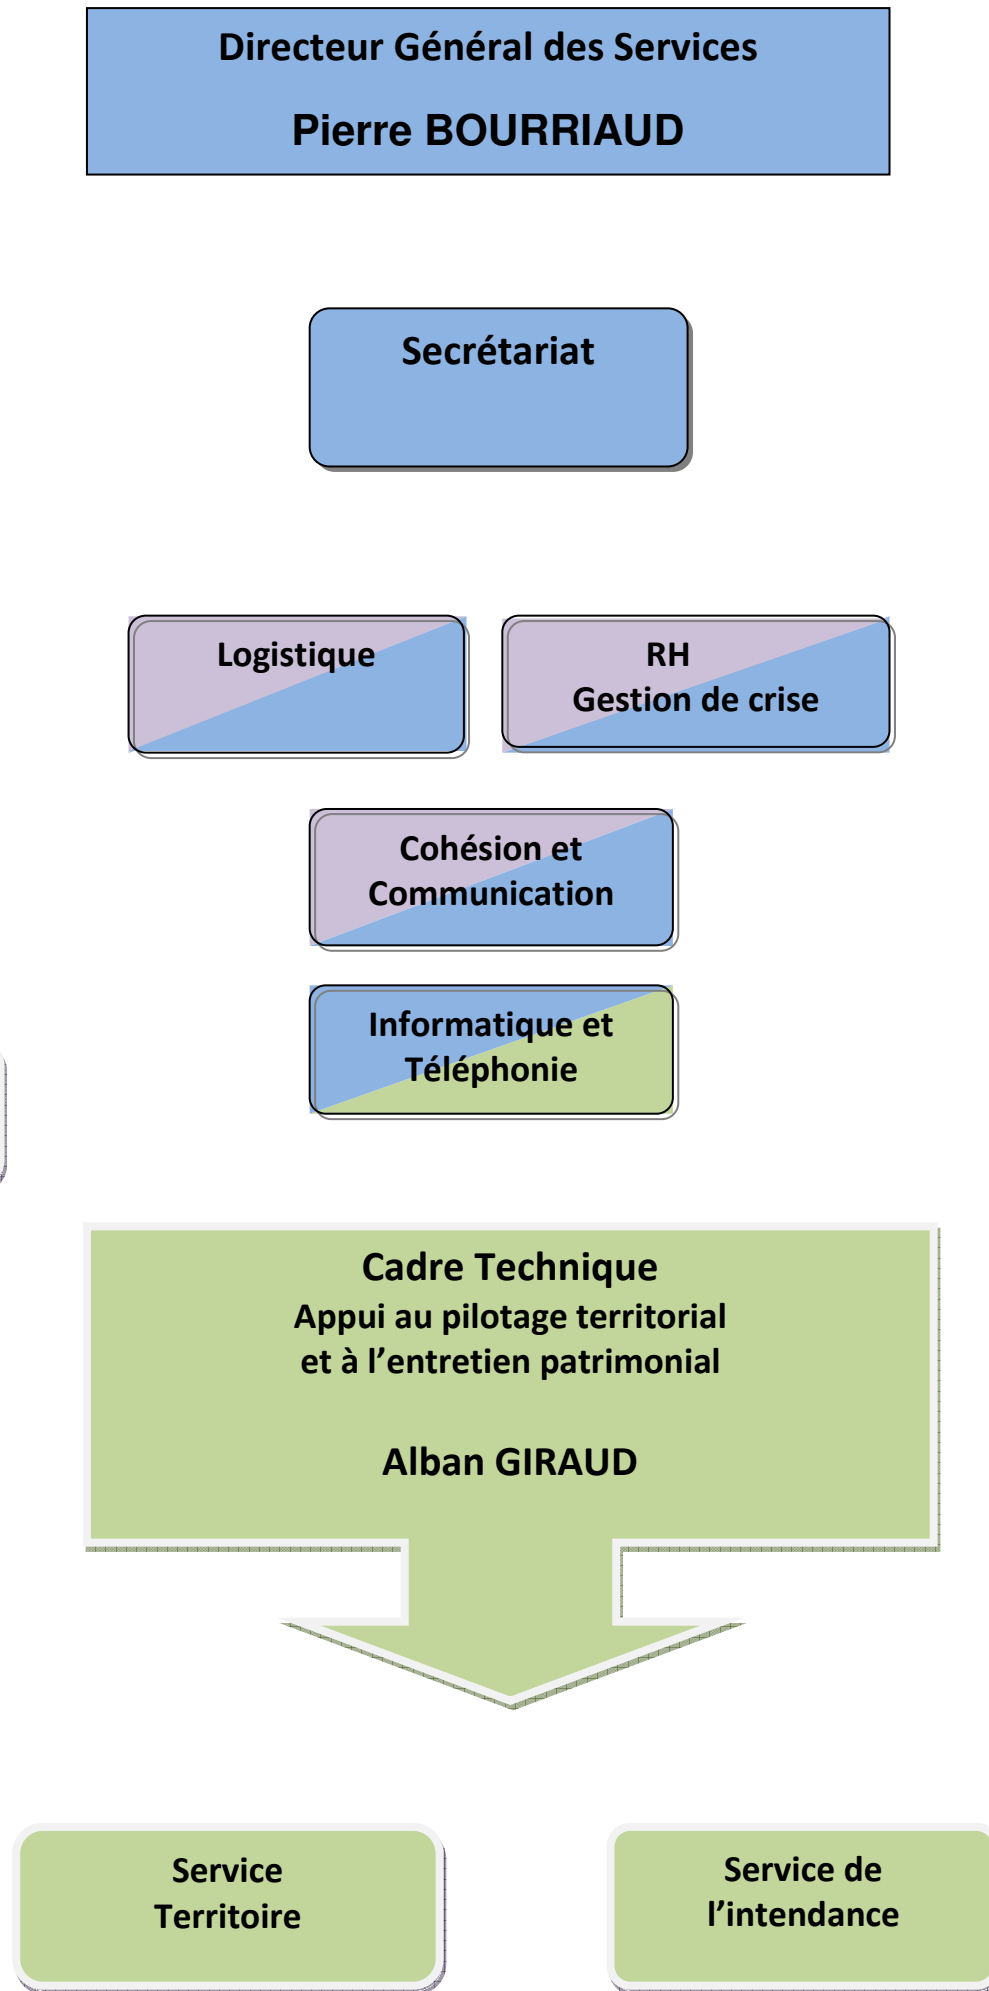 Directeur Général des Services
Pierre BOURRIAUD
Secrétariat
Logistique
RH
Gestion de crise
Cohésion et
Communication
Informatique et
Téléphonie
Cadre Technique
Appui au pilotage territorial
et à l’entretien patrimonial
Alban GIRAUD
Service
Territoire
Service de
l’intendance